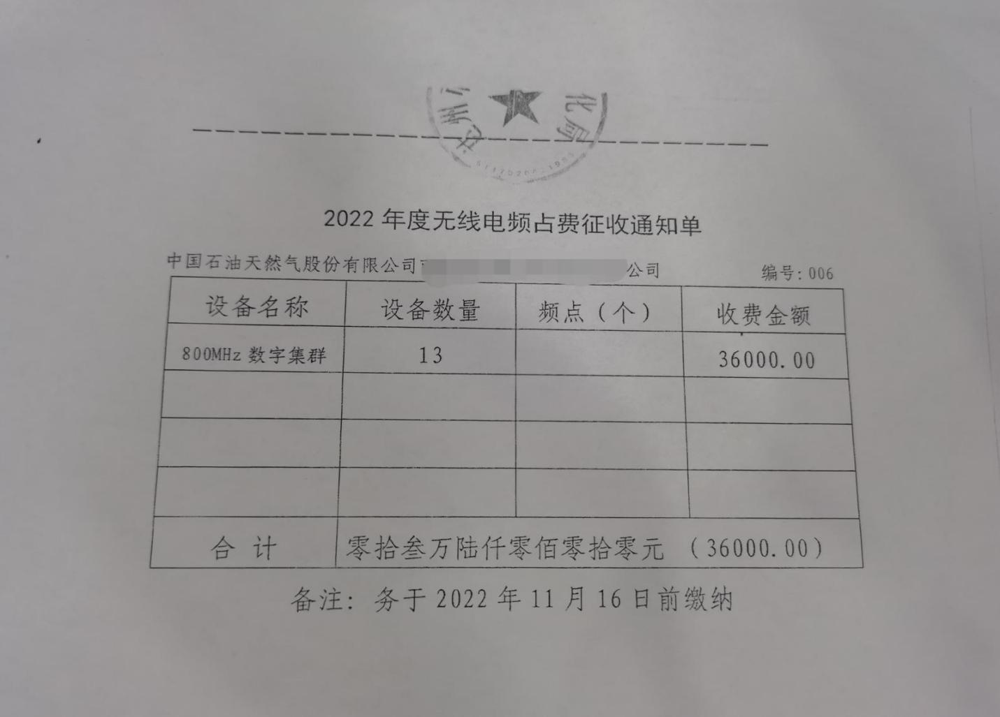 沧州
化局
2022 年度无线电频占费征收通知单
中国石油天然气股份有限公司
公司
编号: 006
设备名称 设备数量 频点（个） 收费金额
800MHz 数字集群 13 36000.00
合 计 零拾叁万陆仟零佰零拾零元 （36000.00）
备注: 务于 2022 年 11 月 16 日前缴纳